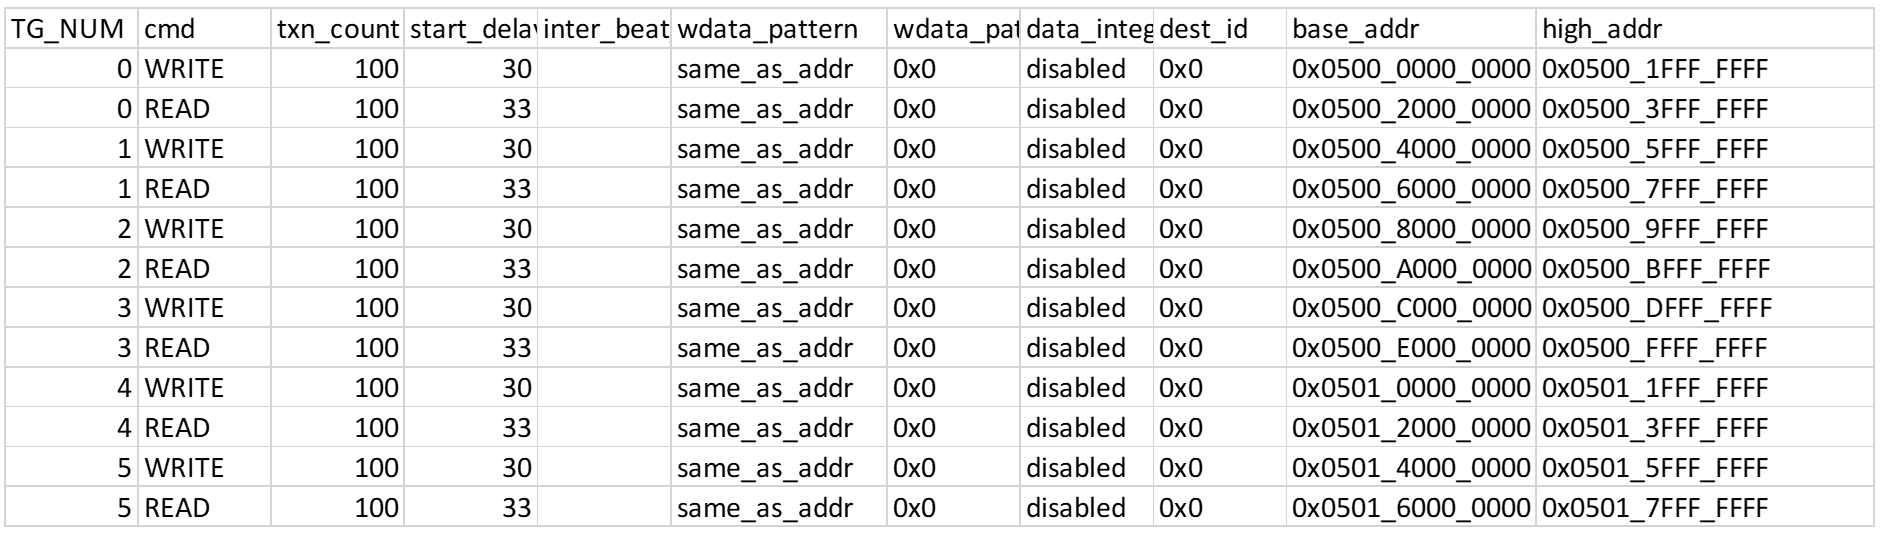 TG_NUM cmd txn_count start_delay inter_beat wdata_pattern wdata_pat data_integ dest_id base_addr high_addr
0 WRITE 100 30 same_as_addr 0x0 disabled 0x0 0x0500_0000_0000 0x0500_1FFF_FFFF
0 READ 100 33 same_as_addr 0x0 disabled 0x0 0x0500_2000_0000 0x0500_3FFF_FFFF
1 WRITE 100 30 same_as_addr 0x0 disabled 0x0 0x0500_4000_0000 0x0500_5FFF_FFFF
1 READ 100 33 same_as_addr 0x0 disabled 0x0 0x0500_6000_0000 0x0500_7FFF_FFFF
2 WRITE 100 30 same_as_addr 0x0 disabled 0x0 0x0500_8000_0000 0x0500_9FFF_FFFF
2 READ 100 33 same_as_addr 0x0 disabled 0x0 0x0500_A000_0000 0x0500_BFFF_FFFF
3 WRITE 100 30 same_as_addr 0x0 disabled 0x0 0x0500_C000_0000 0x0500_DFFF_FFFF
3 READ 100 33 same_as_addr 0x0 disabled 0x0 0x0500_E000_0000 0x0500_FFFF_FFFF
4 WRITE 100 30 same_as_addr 0x0 disabled 0x0 0x0501_0000_0000 0x0501_1FFF_FFFF
4 READ 100 33 same_as_addr 0x0 disabled 0x0 0x0501_2000_0000 0x0501_3FFF_FFFF
5 WRITE 100 30 same_as_addr 0x0 disabled 0x0 0x0501_4000_0000 0x0501_5FFF_FFFF
5 READ 100 33 same_as_addr 0x0 disabled 0x0 0x0501_6000_0000 0x0501_7FFF_FFFF